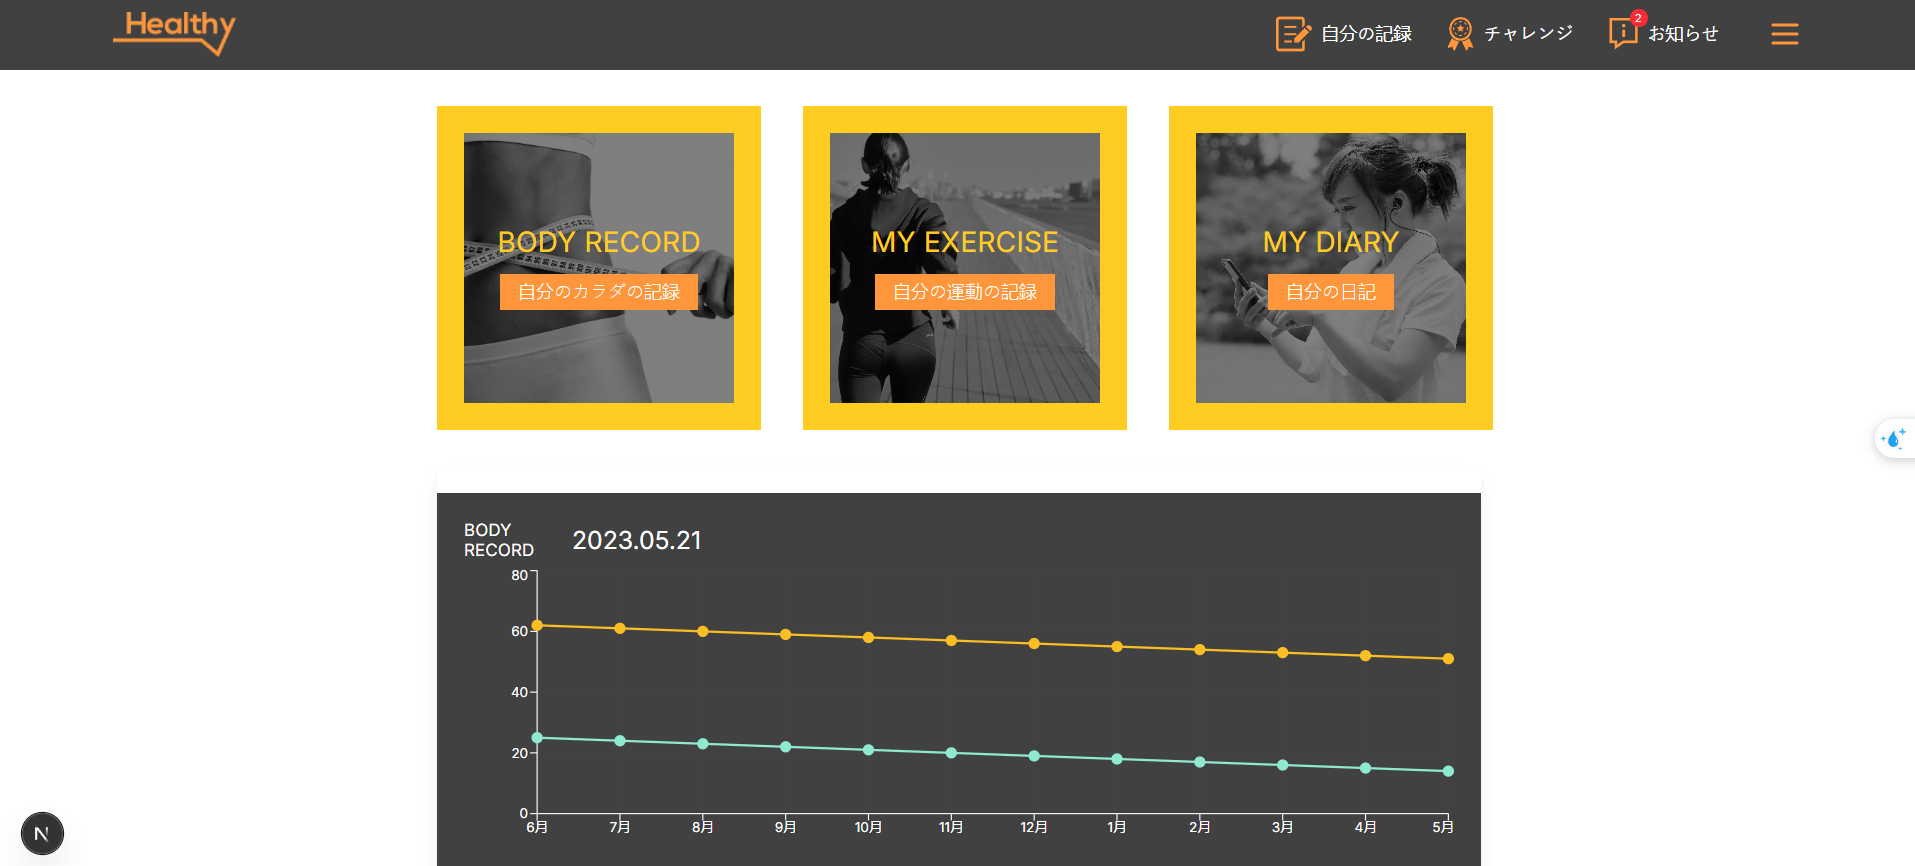 Healthy
自分の記録
チャレンジ
2
お知らせ
BODY RECORD
自分のカラダの記録
MY EXERCISE
自分の運動の記録
MY DIARY
自分の日記
BODY
RECORD
2023.05.21
80
60
40
20
0
6月 7月 8月 9月 10月 11月 12月 1月 2月 3月 4月 5月
N